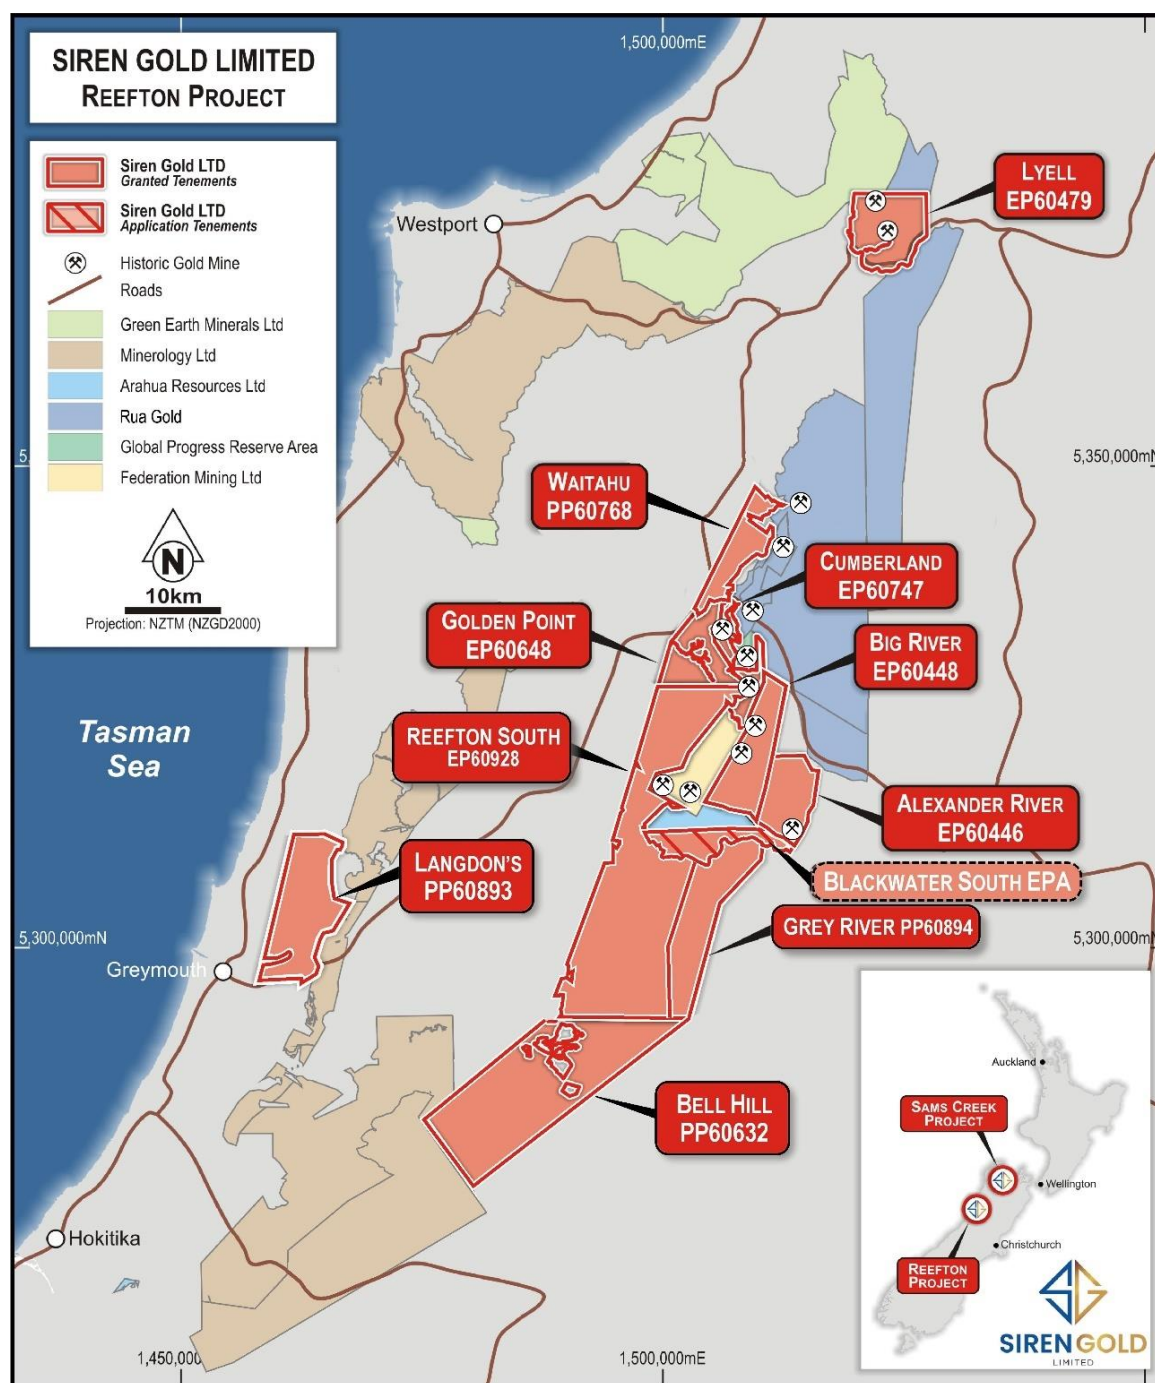 SIREN GOLD LIMITED
REEFTON PROJECT
Siren Gold LTD
Granted Tenements
Siren Gold LTD
Application Tenements
Historic Gold Mine
Roads
Green Earth Minerals Ltd
Minerology Ltd
Arahua Resources Ltd
Rua Gold
Global Progress Reserve Area
Federation Mining Ltd
N
10km
Projection: NZTM (NZGD2000)
1,500,000mE
LYELL
EP60479
Westport
5,350,000mN
WAITAHU
PP60768
CUMBERLAND
EP60747
GOLDEN POINT
EP60648
BIG RIVER
EP60448
Tasman
Sea
REEFTON SOUTH
EP60928
ALEXANDER RIVER
EP60446
LANGDON'S
PP60893
BLACKWATER SOUTH EPA
GREY RIVER PP60894
5,300,000mN
5,300,000mN
Greymouth
BELL HILL
PP60632
Hokitika
1,500,000mE
Auckland
SAMS CREEK
PROJECT
Wellington
Christchurch
REEFTON
PROJECT
SIREN GOLD
LIMITED